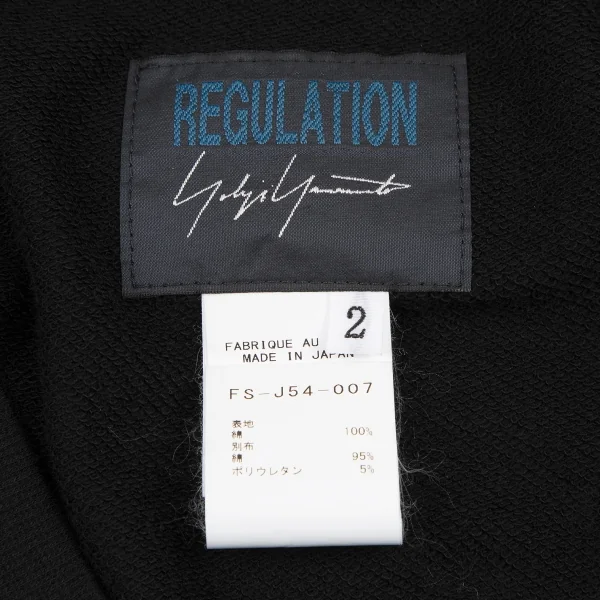 REGULATION
Yohji Yamamoto
2
FABRIQUE AU
MADE IN JAPAN
FS-J54-007
表地
綿 100%
別布
綿 95%
ポリウレタン 5%